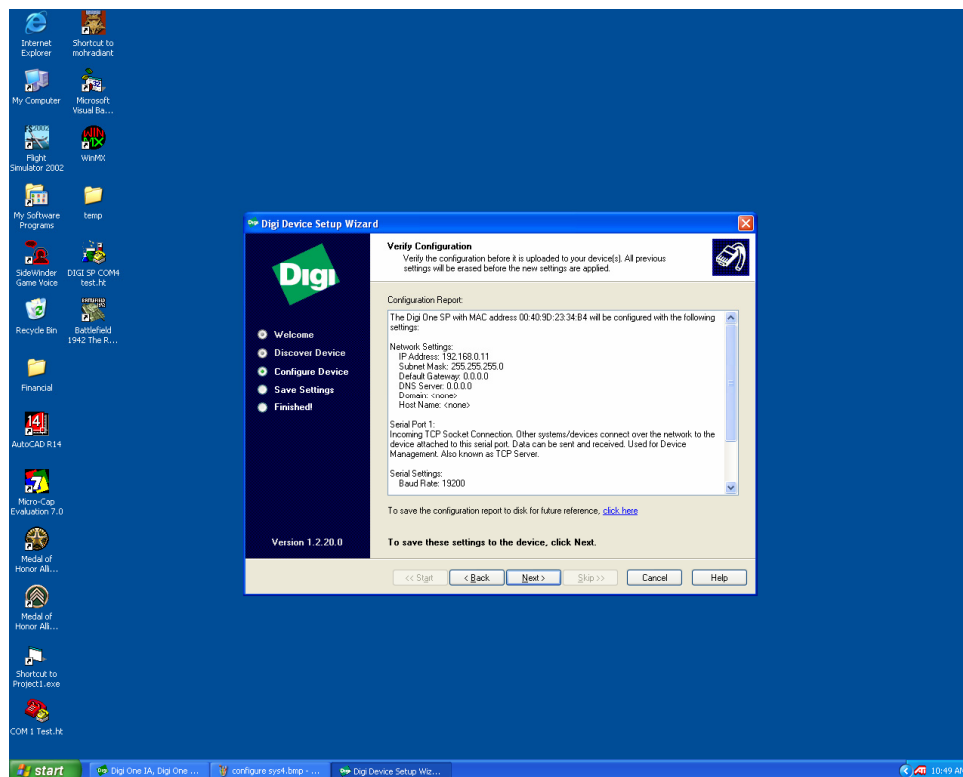 Internet
Explorer
Shortcut to
mohradiant
My Computer
Microsoft
Visual Ba...
FS2002
Flight
Simulator 2002
WIN
MX
WinMX
My Software
Programs
temp
SideWinder
Game Voice
DIGI SP COM4
test.ht
Recycle Bin
Battlefield
1942 The R...
Financial
14
AutoCAD R14
7
Micro-Cap
Evaluation 7.0
Medal of
Honor Alli...
Medal of
Honor Alli...
Shortcut to
Project1.exe
COM 1 Test.ht
Digi Device Setup Wizard
Digi
Welcome
Discover Device
Configure Device
Save Settings
Finished!
Version 1.2.20.0
Verify Configuration
Verify the configuration before it is uploaded to your device(s). All previous
settings will be erased before the new settings are applied.
Configuration Report:
The Digi One SP with MAC address 00:40:9D:23:34:B4 will be configured with the following
settings:
Network Settings:
IP Address: 192.168.0.11
Subnet Mask: 255.255.255.0
Default Gateway: 0.0.0.0
DNS Server: 0.0.0.0
Domain: <none>
Host Name: <none>
Serial Port 1:
Incoming TCP Socket Connection. Other systems/devices connect over the network to the
device attached to this serial port. Data can be sent and received. Used for Device
Management. Also known as TCP Server.
Serial Settings:
Baud Rate: 19200
To save the configuration report to disk for future reference, click here
To save these settings to the device, click Next.
<< Start
< Back
Next >
Skip >>
Cancel
Help
start
Digi One IA, Digi One ...
configure sys4.bmp - ...
Digi Device Setup Wiz...
ATI
10:49 AM